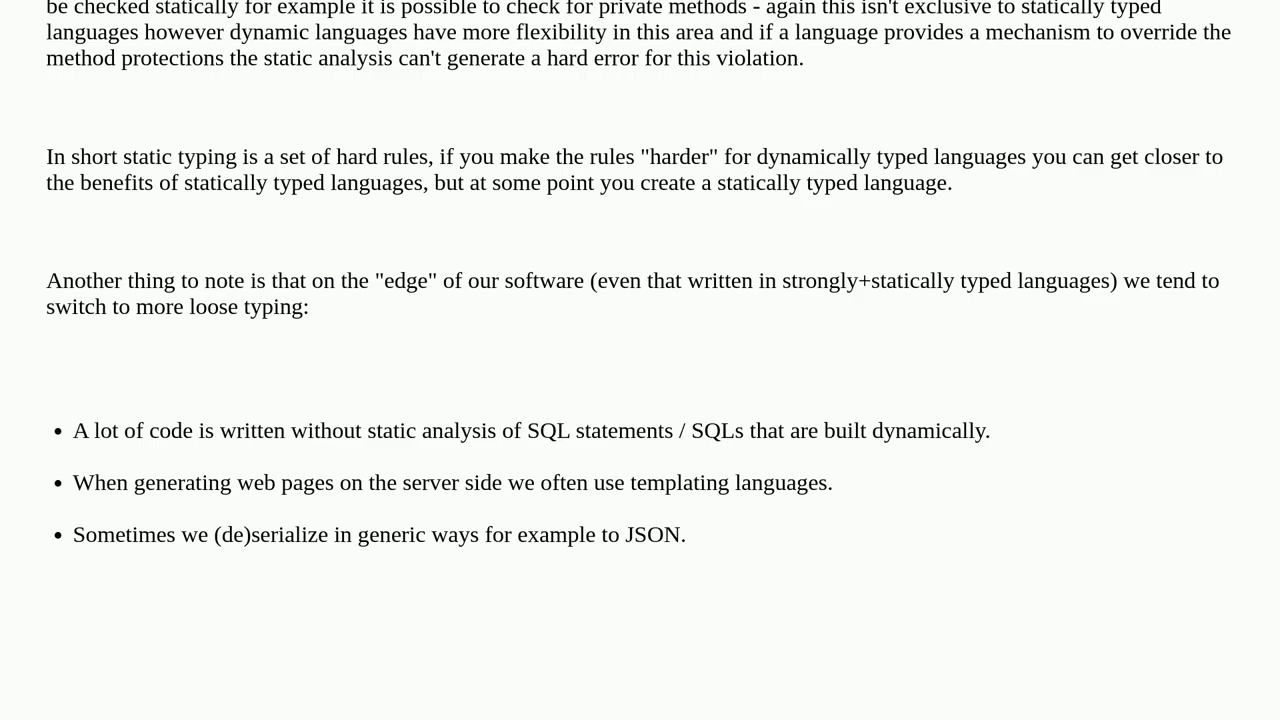 be checked statically for example it is possible to check for private methods - again this isn't exclusive to statically typed
languages however dynamic languages have more flexibility in this area and if a language provides a mechanism to override the
method protections the static analysis can't generate a hard error for this violation.
In short static typing is a set of hard rules, if you make the rules "harder" for dynamically typed languages you can get closer to
the benefits of statically typed languages, but at some point you create a statically typed language.
Another thing to note is that on the "edge" of our software (even that written in strongly+statically typed languages) we tend to
switch to more loose typing:
• A lot of code is written without static analysis of SQL statements / SQLs that are built dynamically.
• When generating web pages on the server side we often use templating languages.
• Sometimes we (de)serialize in generic ways for example to JSON.